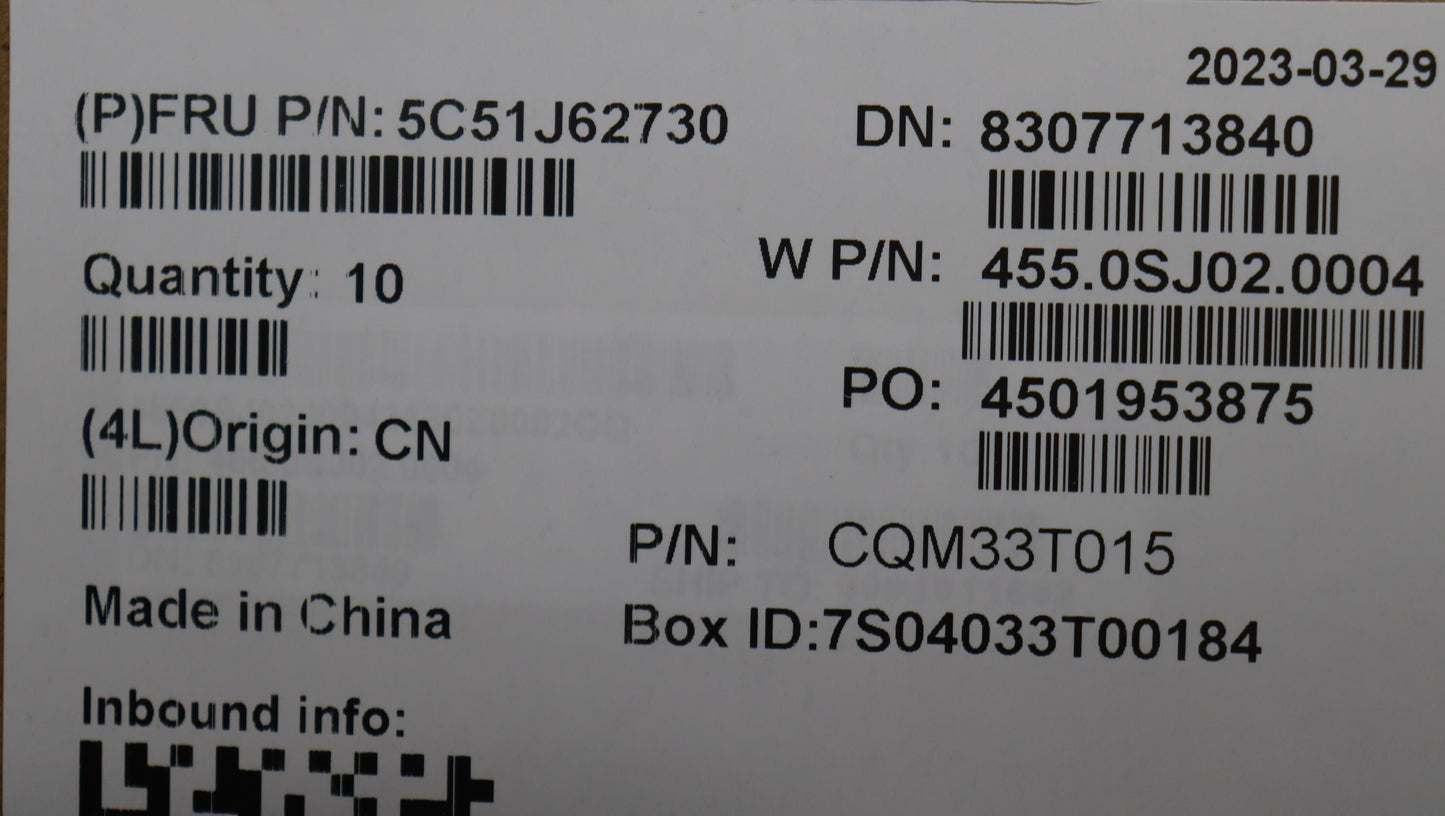 2023-03-29
(P)FRU P/N: 5C51J62730
DN: 8307713840
W P/N: 455.0SJ02.0004
Quantity: 10
PO: 4501953875
(4L)Origin: CN
P/N: CQM33T015
Made in China
Box ID:7S04033T00184
Inbound info: